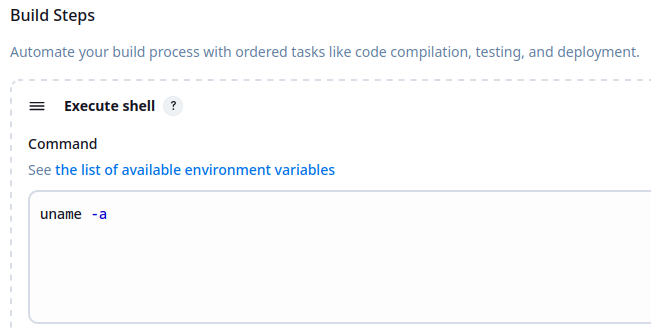 Build Steps
Automate your build process with ordered tasks like code compilation, testing, and deployment.
Execute shell ?
Command
See the list of available environment variables
uname -a